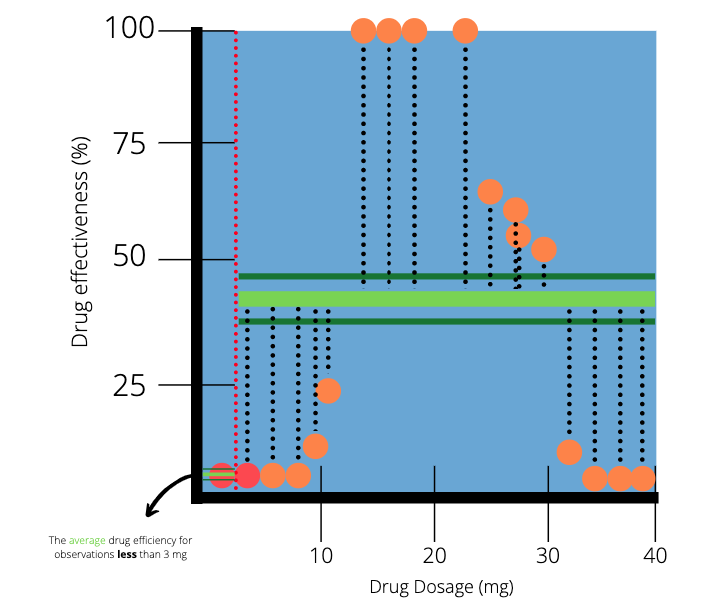 100
75
50
25
Drug effectiveness (%)
The average drug efficiency for
observations less than 3 mg
10 20 30 40
Drug Dosage (mg)